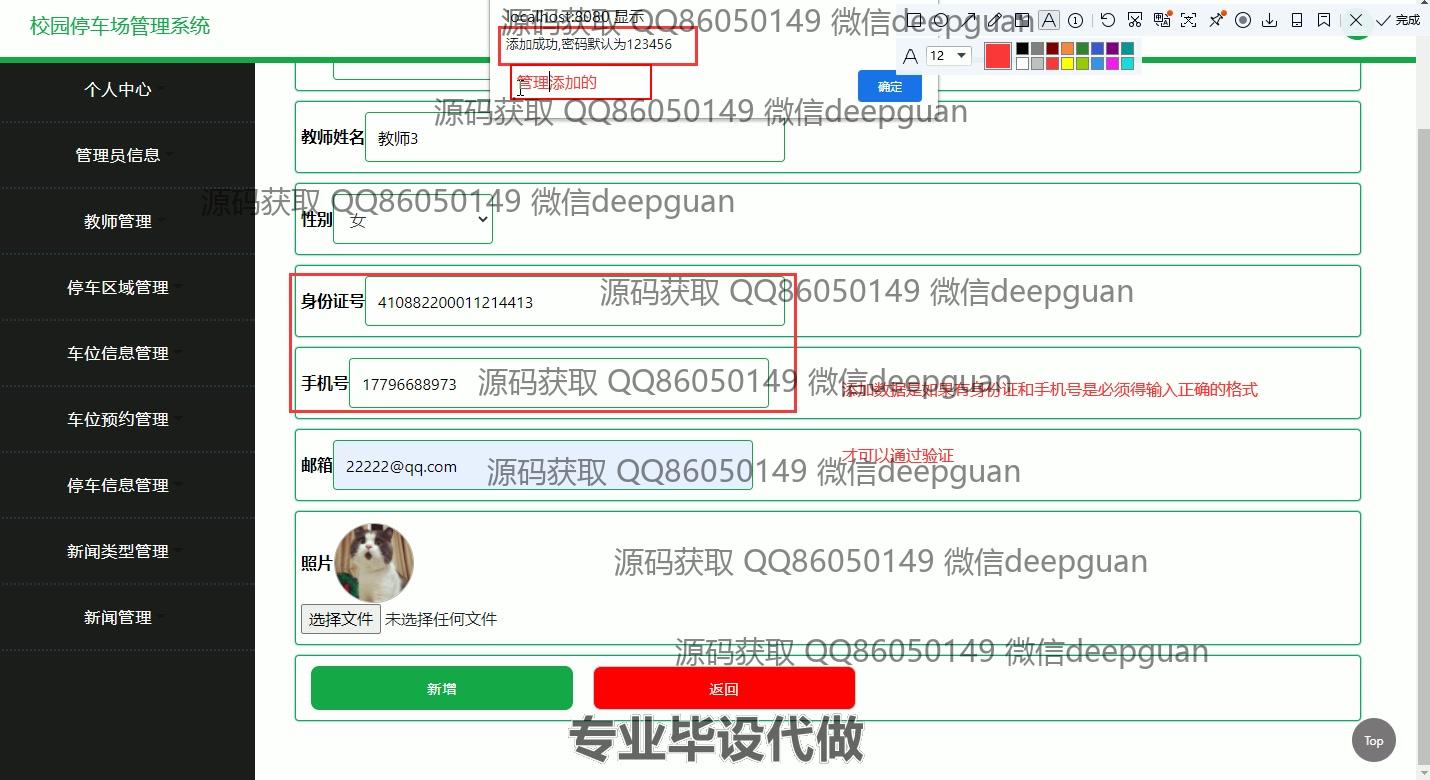 校园停车场管理系统
localhost:8080 显示
源码获取 QQ86050149 微信deepguan
添加成功,密码默认为123456
管理添加的
确定
A
1
完成
A
12
个人中心
源码获取 QQ86050149 微信deepguan
教师姓名 教师3
管理员信息
源码获取 QQ86050149 微信deepguan
教师管理
性别 女
停车区域管理
身份证号 410882200011214413
源码获取 QQ86050149 微信deepguan
车位信息管理
手机号 17796688973
源码获取 QQ86050149 微信deepguan
添加数据是如果有身份证和手机号是必须得输入正确的格式
车位预约管理
才可以通过验证
邮箱 22222@qq.com
源码获取 QQ86050149 微信deepguan
停车信息管理
新闻类型管理
照片
源码获取 QQ86050149 微信deepguan
新闻管理
选择文件 未选择任何文件
源码获取 QQ86050149 微信deepguan
新增
返回
专业毕设代做
Top